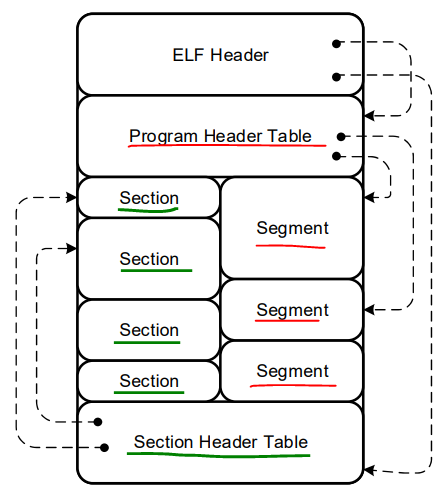 ELF Header
Program Header Table
Section
Segment
Section
Segment
Section
Segment
Section
Section Header Table